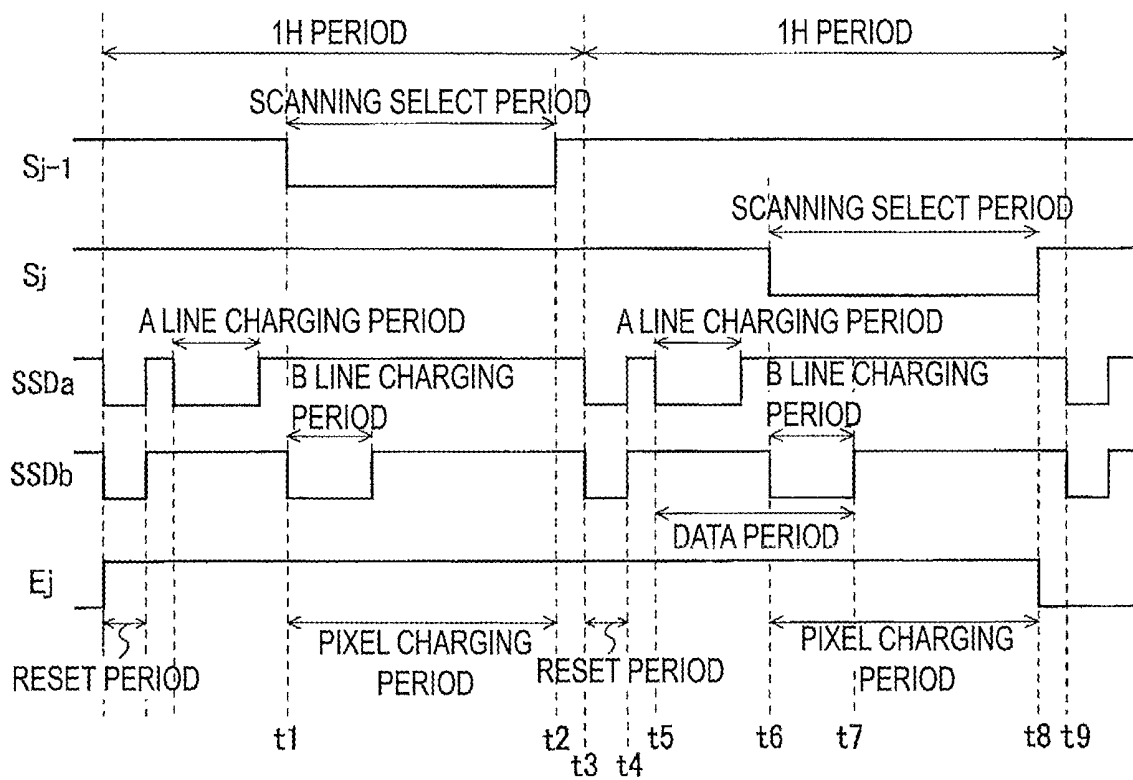 1H PERIOD
1H PERIOD
SCANNING SELECT PERIOD
Sj-1
SCANNING SELECT PERIOD
Sj
A LINE CHARGING PERIOD
A LINE CHARGING PERIOD
SSDa
B LINE CHARGING
PERIOD
B LINE CHARGING
PERIOD
SSDb
DATA PERIOD
Ej
RESET PERIOD
PIXEL CHARGING
PERIOD
RESET PERIOD
PIXEL CHARGING
PERIOD
t1
t2
t3
t4
t5
t6
t7
t8
t9